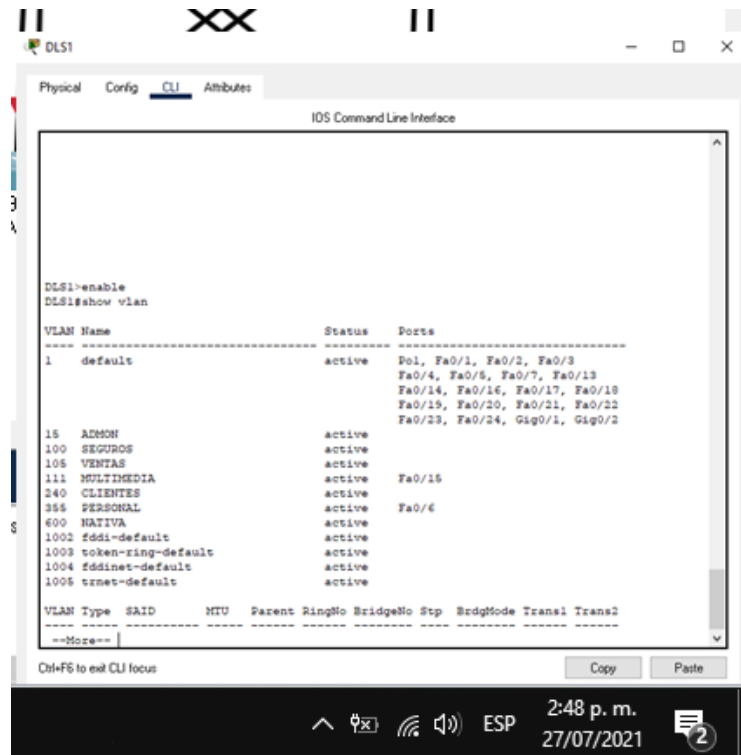 DLS1
Physical Config CLI Attributes
IOS Command Line Interface
DLS1>enable
DLS1#show vlan
VLAN Name Status Ports
---- -------------------------------- --------- -------------------------------
1 default active Po1, Fa0/1, Fa0/2, Fa0/3
Fa0/4, Fa0/5, Fa0/7, Fa0/13
Fa0/14, Fa0/16, Fa0/17, Fa0/18
Fa0/19, Fa0/20, Fa0/21, Fa0/22
Fa0/23, Fa0/24, Gig0/1, Gig0/2
15 ADMON active
100 SEGUROS active
105 VENTAS active
111 MULTIMEDIA active Fa0/15
240 CLIENTES active
355 PERSONAL active Fa0/6
600 NATIVA active
1002 fddi-default active
1003 token-ring-default active
1004 fddinet-default active
1005 trnet-default active
VLAN Type SAID MTU Parent RingNo BridgeNo Stp BrdgMode Trans1 Trans2
---- ----- ---------- ----- ------ ------ -------- ---- -------- ------ ------
--More--
Ctrl+F6 to exit CLI focus
Copy Paste
ESP
2:48 p. m.
27/07/2021
2